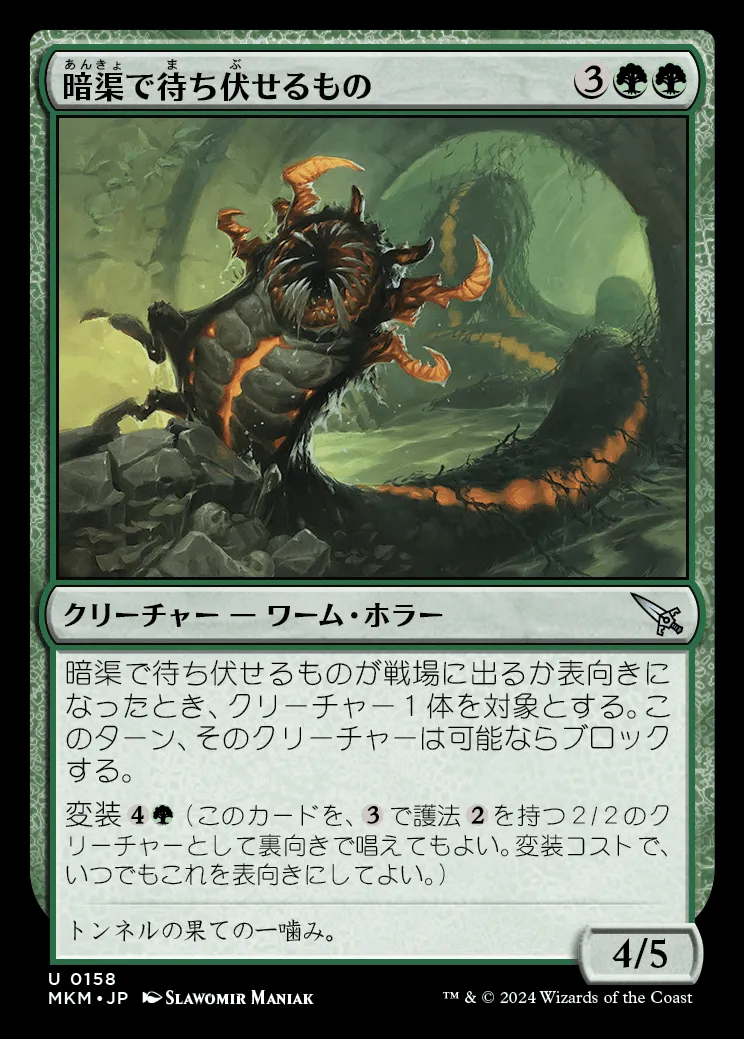 あんきょ ま ぶ
暗渠で待ち伏せるもの 3
クリーチャー — ワーム・ホラー
暗渠で待ち伏せるものが戦場に出るか表向きに
なったとき、クリーチャー1体を対象とする。こ
のターン、そのクリーチャーは可能ならブロック
する。
変装 4 (このカードを、3 で護法 2 を持つ2/2のク
リーチャーとして裏向きで唱えてもよい。変装コストで、
いつでもこれを表向きにしてよい。)
トンネルの果ての一噛み。
4/5
U 0158
MKM • JP SLAWOMIR MANIAK
™ & © 2024 Wizards of the Coast